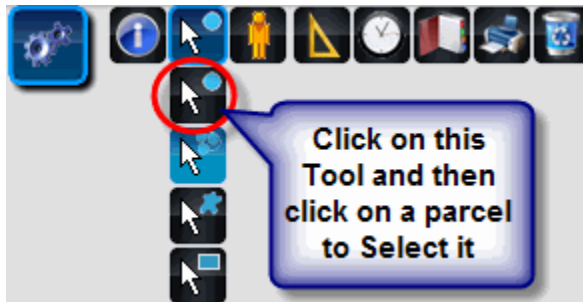 Click on this
Tool and then
click on a parcel
to Select it